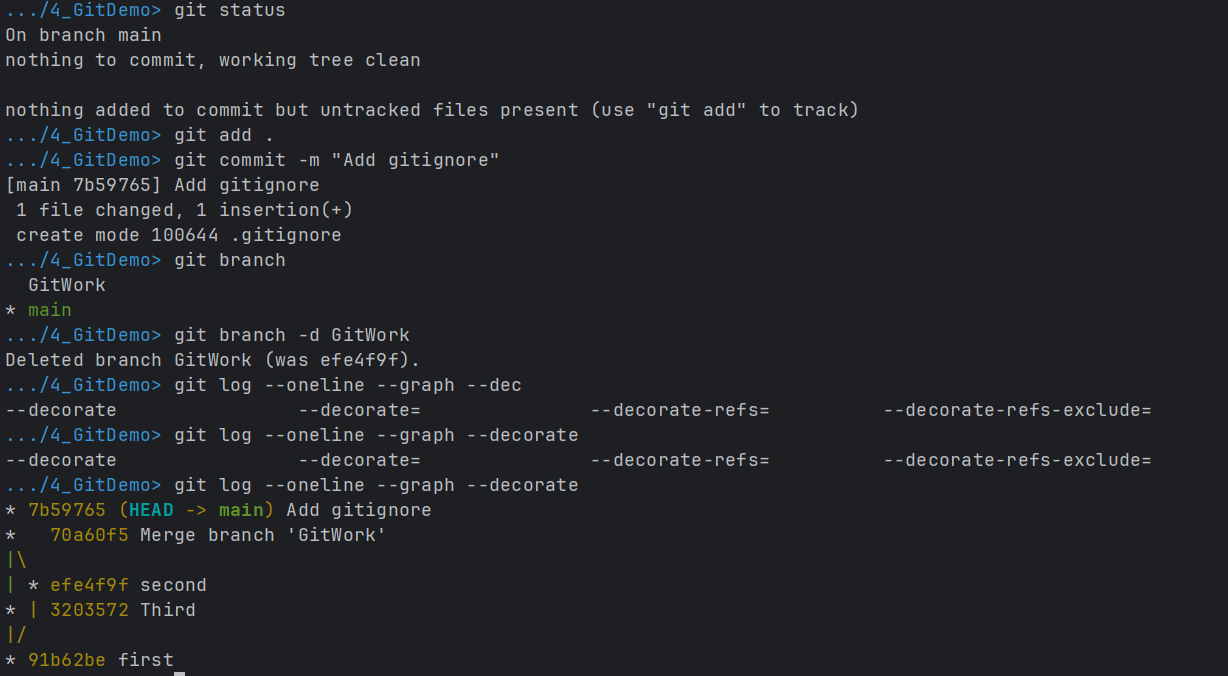 .../4_GitDemo> git status
On branch main
nothing to commit, working tree clean

nothing added to commit but untracked files present (use "git add" to track)
.../4_GitDemo> git add .
.../4_GitDemo> git commit -m "Add gitignore"
[main 7b59765] Add gitignore
 1 file changed, 1 insertion(+)
 create mode 100644 .gitignore
.../4_GitDemo> git branch
  GitWork
* main
.../4_GitDemo> git branch -d GitWork
Deleted branch GitWork (was efe4f9f).
.../4_GitDemo> git log --oneline --graph --dec
--decorate                --decorate=               --decorate-refs=          --decorate-refs-exclude=
.../4_GitDemo> git log --oneline --graph --decorate
--decorate                --decorate=               --decorate-refs=          --decorate-refs-exclude=
.../4_GitDemo> git log --oneline --graph --decorate
* 7b59765 (HEAD -> main) Add gitignore
*   70a60f5 Merge branch 'GitWork'
|\
| * efe4f9f second
* | 3203572 Third
|/
* 91b62be first